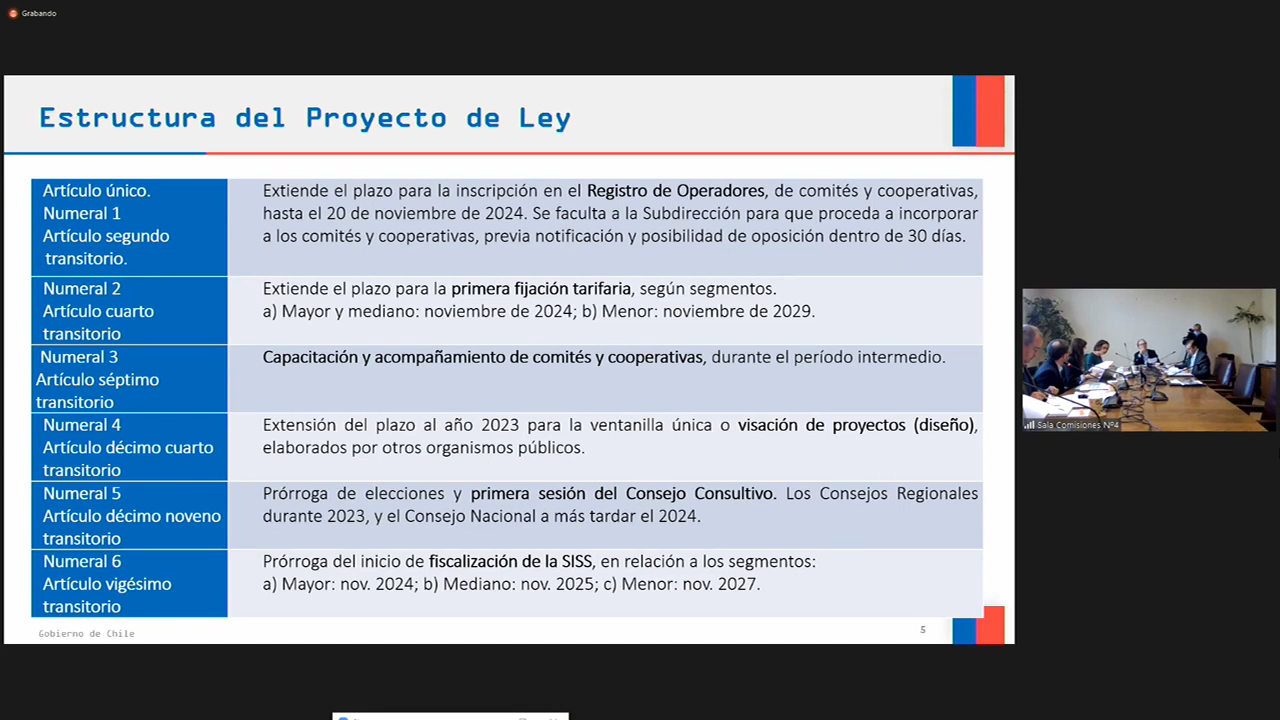 Grabando
Estructura del Proyecto de Ley
Artículo único.
Numeral 1
Artículo segundo
transitorio.
Extiende el plazo para la inscripción en el Registro de Operadores, de comités y cooperativas,
hasta el 20 de noviembre de 2024. Se faculta a la Subdirección para que proceda a incorporar
a los comités y cooperativas, previa notificación y posibilidad de oposición dentro de 30 días.
Numeral 2
Artículo cuarto
transitorio
Extiende el plazo para la primera fijación tarifaria, según segmentos.
a) Mayor y mediano: noviembre de 2024; b) Menor: noviembre de 2029.
Numeral 3
Artículo séptimo
transitorio
Capacitación y acompañamiento de comités y cooperativas, durante el período intermedio.
Numeral 4
Artículo décimo cuarto
transitorio
Extensión del plazo al año 2023 para la ventanilla única o visación de proyectos (diseño),
elaborados por otros organismos públicos.
Numeral 5
Artículo décimo noveno
transitorio
Prórroga de elecciones y primera sesión del Consejo Consultivo. Los Consejos Regionales
durante 2023, y el Consejo Nacional a más tardar el 2024.
Numeral 6
Artículo vigésimo
transitorio
Prórroga del inicio de fiscalización de la SISS, en relación a los segmentos:
a) Mayor: nov. 2024; b) Mediano: nov. 2025; c) Menor: nov. 2027.
Gobierno de Chile
5
Sala Comisiones Nº4